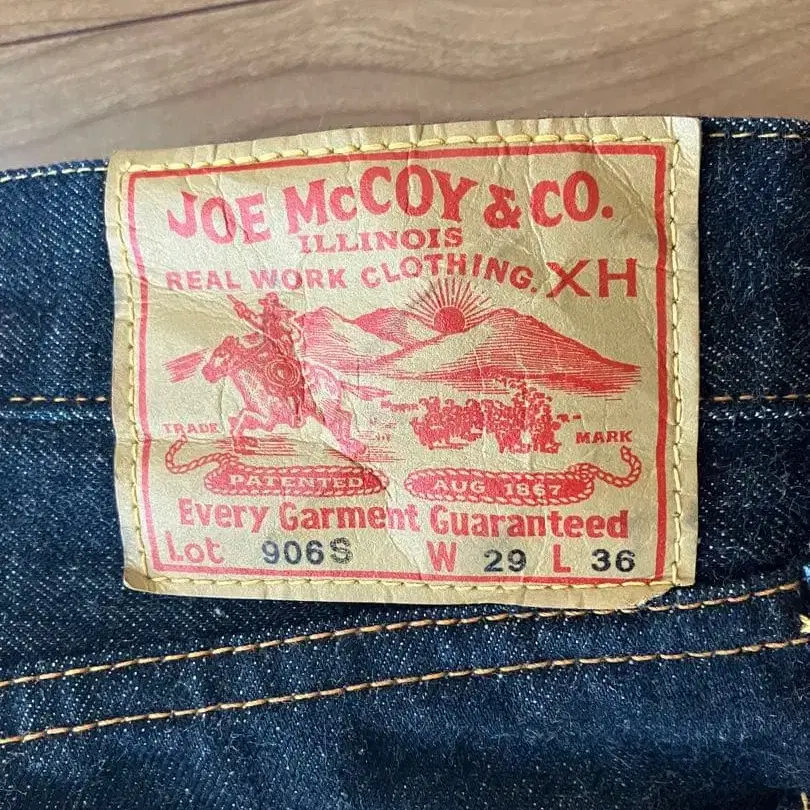 JOE McCOY & CO.
ILLINOIS
REAL WORK CLOTHING. XH
TRADE MARK
PATENTED AUG 1867
Every Garment Guaranteed
Lot 906S W 29 L 36